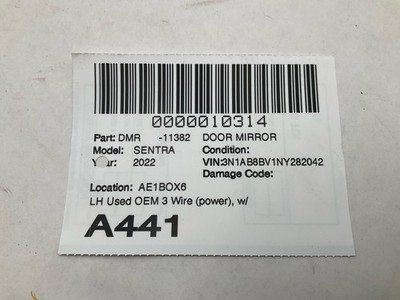 0000010314
Part: DMR -11382 DOOR MIRROR
Model: SENTRA Condition:
Year: 2022 VIN:3N1AB8BV1NY282042
Damage Code:
Location: AE1BOX6
LH Used OEM 3 Wire (power), w/
A441